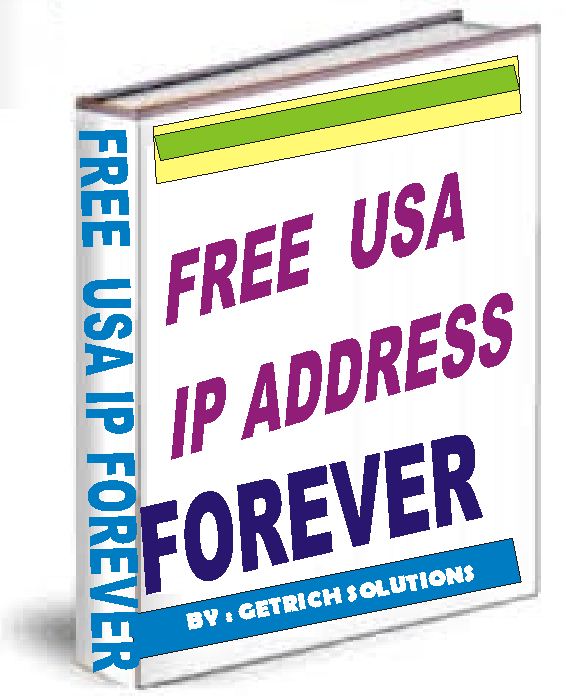 FREE USA IP FOREVER
FREE USA
IP ADDRESS
FOREVER
BY : GETRICH SOLUTIONS